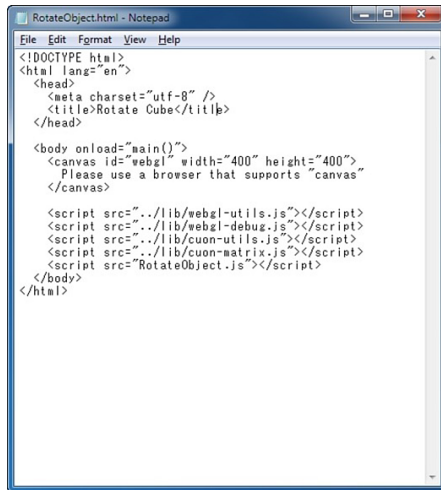 RotateObject.html - Notepad
File Edit Format View Help
<!DOCTYPE html>
<html lang="en">
  <head>
    <meta charset="utf-8" />
    <title>Rotate Cube</title>
  </head>

  <body onload="main()">
    <canvas id="webgl" width="400" height="400">
      Please use a browser that supports "canvas"
    </canvas>

    <script src="../lib/webgl-utils.js"></script>
    <script src="../lib/webgl-debug.js"></script>
    <script src="../lib/cuon-utils.js"></script>
    <script src="../lib/cuon-matrix.js"></script>
    <script src="RotateObject.js"></script>
  </body>
</html>